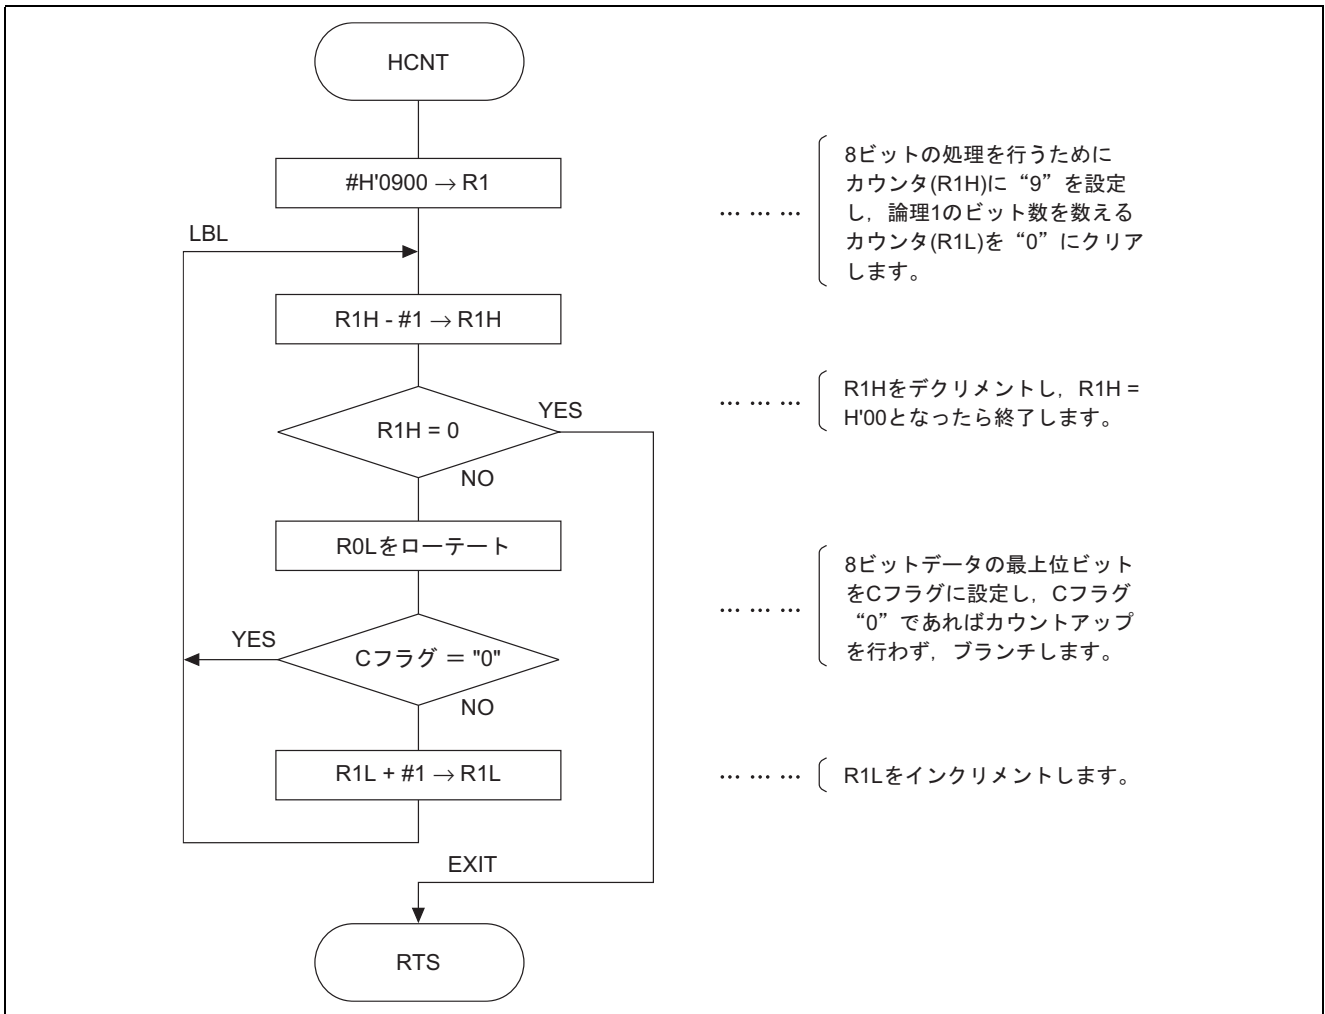 HCNT
#H'0900 → R1
… … …
8ビットの処理を行うために
カウンタ(R1H)に“9”を設定
し，論理1のビット数を数える
カウンタ(R1L)を“0”にクリア
します。
LBL
R1H - #1 → R1H
R1H = 0
YES
NO
… … …
R1Hをデクリメントし，R1H =
H'00となったら終了します。
R0Lをローテート
Cフラグ ＝ "0"
YES
NO
… … …
8ビットデータの最上位ビット
をCフラグに設定し，Cフラグ
“0”であればカウントアップ
を行わず，ブランチします。
R1L + #1 → R1L
… … …
R1Lをインクリメントします。
EXIT
RTS